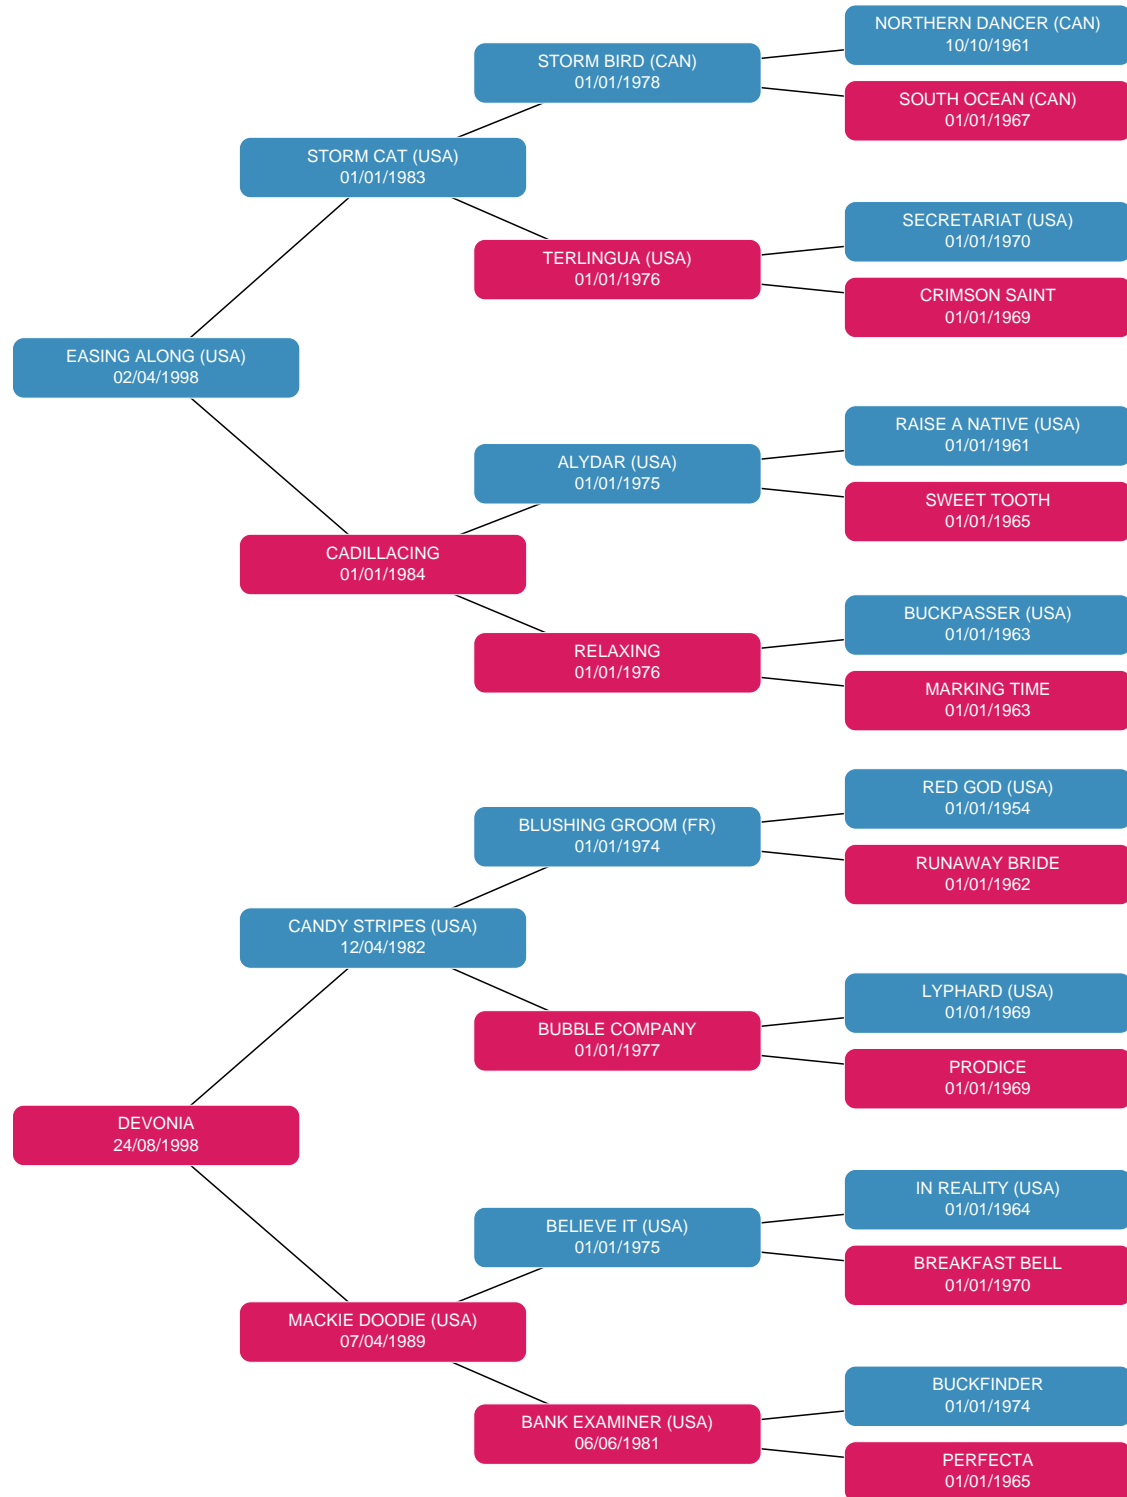 NORTHERN DANCER (CAN)
10/10/1961
STORM BIRD (CAN)
01/01/1978
SOUTH OCEAN (CAN)
01/01/1967
STORM CAT (USA)
01/01/1983
SECRETARIAT (USA)
01/01/1970
TERLINGUA (USA)
01/01/1976
CRIMSON SAINT
01/01/1969
EASING ALONG (USA)
02/04/1998
RAISE A NATIVE (USA)
01/01/1961
ALYDAR (USA)
01/01/1975
SWEET TOOTH
01/01/1965
CADILLACING
01/01/1984
BUCKPASSER (USA)
01/01/1963
RELAXING
01/01/1976
MARKING TIME
01/01/1963
RED GOD (USA)
01/01/1954
BLUSHING GROOM (FR)
01/01/1974
RUNAWAY BRIDE
01/01/1962
CANDY STRIPES (USA)
12/04/1982
LYPHARD (USA)
01/01/1969
BUBBLE COMPANY
01/01/1977
PRODICE
01/01/1969
DEVONIA
24/08/1998
IN REALITY (USA)
01/01/1964
BELIEVE IT (USA)
01/01/1975
BREAKFAST BELL
01/01/1970
MACKIE DOODIE (USA)
07/04/1989
BUCKFINDER
01/01/1974
BANK EXAMINER (USA)
06/06/1981
PERFECTA
01/01/1965